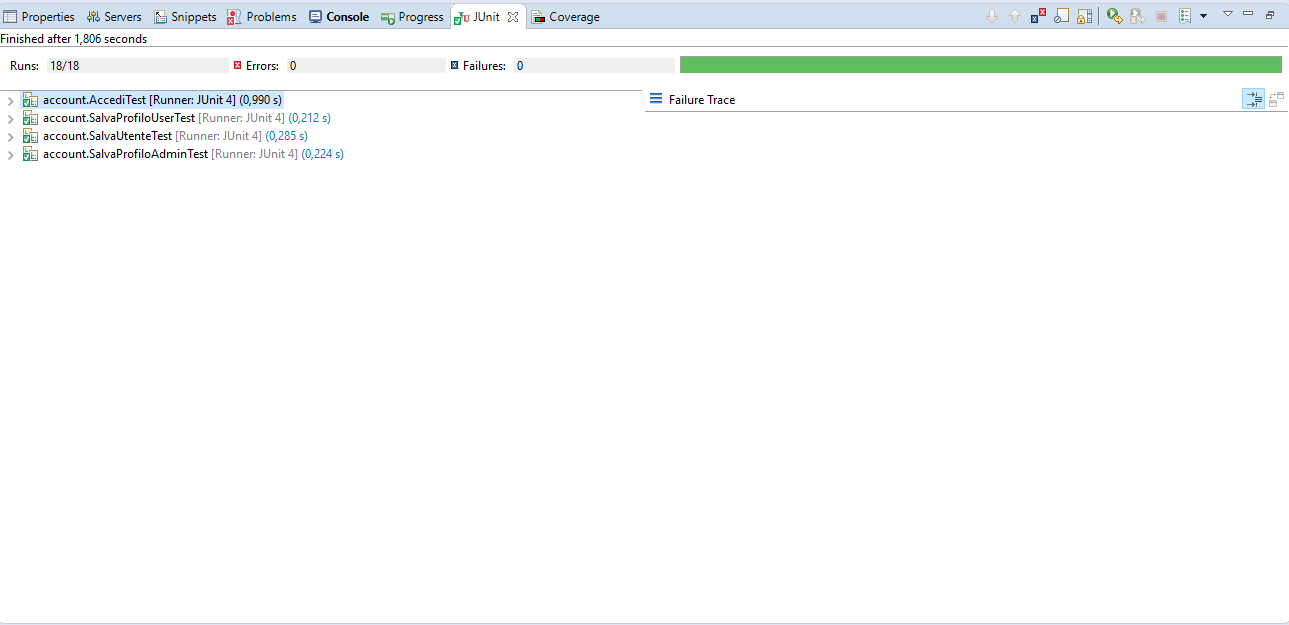 Properties Servers Snippets Problems Console Progress JUnit Coverage
Finished after 1,806 seconds
Runs: 18/18 Errors: 0 Failures: 0
account.AccediTest [Runner: JUnit 4] (0,990 s)
Failure Trace
account.SalvaProfiloUserTest [Runner: JUnit 4] (0,212 s)
account.SalvaUtenteTest [Runner: JUnit 4] (0,285 s)
account.SalvaProfiloAdminTest [Runner: JUnit 4] (0,224 s)